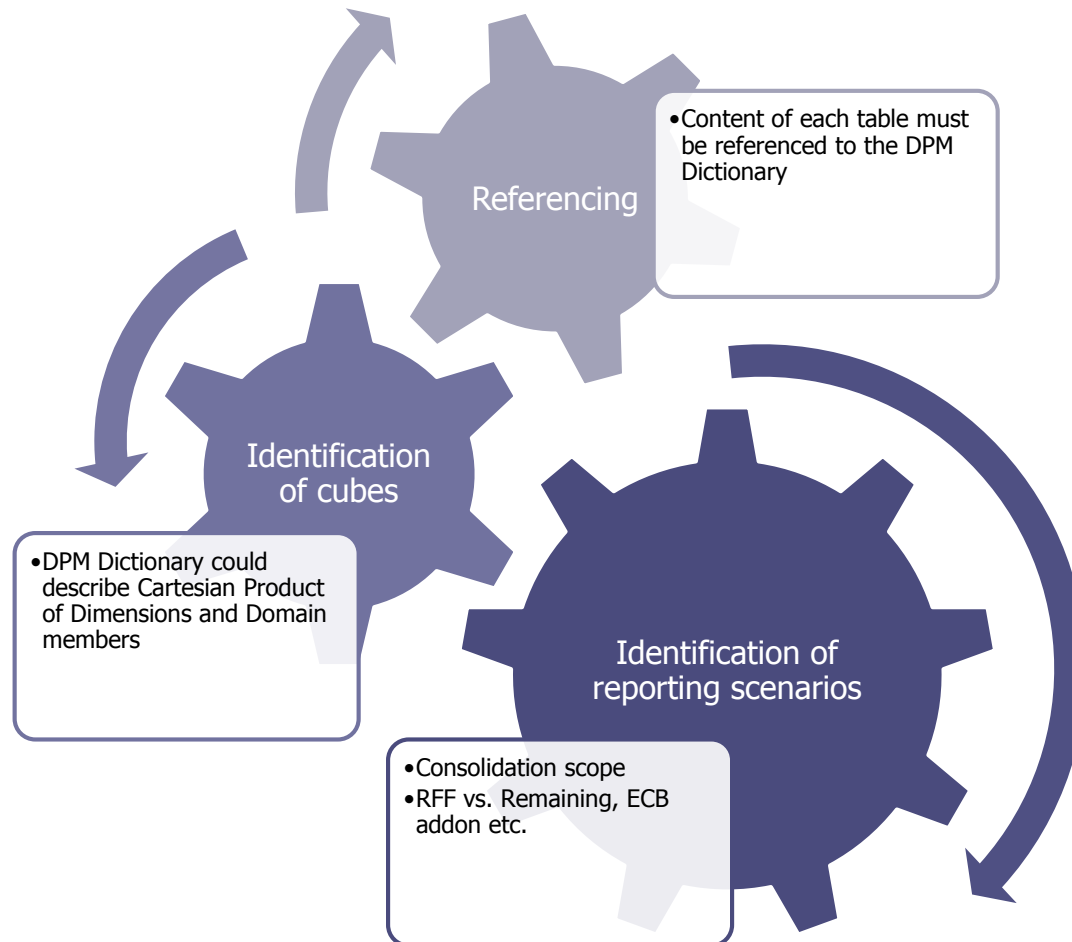 Referencing
•Content of each table must
be referenced to the DPM
Dictionary
Identification
of cubes
•DPM Dictionary could
describe Cartesian Product
of Dimensions and Domain
members
Identification of
reporting scenarios
•Consolidation scope
•RFF vs. Remaining, ECB
addon etc.